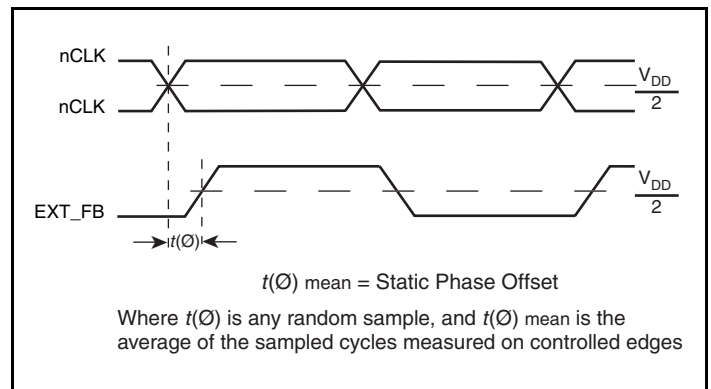 nCLK
nCLK
V_DD
2
EXT_FB
V_DD
2
t(Ø)
t(Ø) mean = Static Phase Offset
Where t(Ø) is any random sample, and t(Ø) mean is the
average of the sampled cycles measured on controlled edges